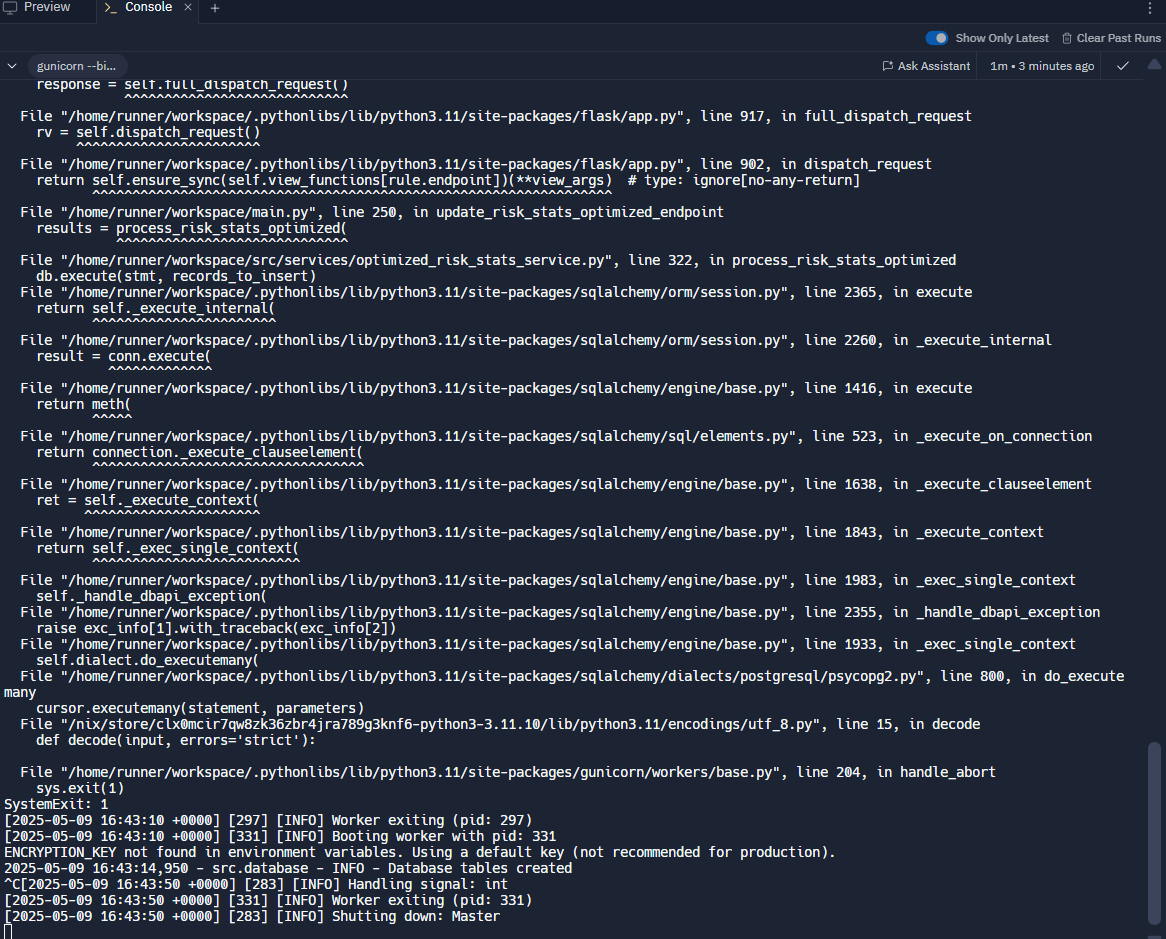 Preview
Console
Show Only Latest
Clear Past Runs
gunicorn --bi...
Ask Assistant
1m • 3 minutes ago
response = self.full_dispatch_request()
^^^^^^^^^^^^^^^^^^^^^^^^^^^^
File "/home/runner/workspace/.pythonlibs/lib/python3.11/site-packages/flask/app.py", line 917, in full_dispatch_request
rv = self.dispatch_request()
^^^^^^^^^^^^^^^^^^^^^^^
File "/home/runner/workspace/.pythonlibs/lib/python3.11/site-packages/flask/app.py", line 902, in dispatch_request
return self.ensure_sync(self.view_functions[rule.endpoint])(**view_args)  # type: ignore[no-any-return]
^^^^^^^^^^^^^^^^^^^^^^^^^^^^^^^^^^^^^^^^^^^^^^^^^^^^^^^^^^^^^^^^^
File "/home/runner/workspace/main.py", line 250, in update_risk_stats_optimized_endpoint
results = process_risk_stats_optimized(
^^^^^^^^^^^^^^^^^^^^^^^^^^^^^
File "/home/runner/workspace/src/services/optimized_risk_stats_service.py", line 322, in process_risk_stats_optimized
db.execute(stmt, records_to_insert)
File "/home/runner/workspace/.pythonlibs/lib/python3.11/site-packages/sqlalchemy/orm/session.py", line 2365, in execute
return self._execute_internal(
^^^^^^^^^^^^^^^^^^^^^^^
File "/home/runner/workspace/.pythonlibs/lib/python3.11/site-packages/sqlalchemy/orm/session.py", line 2260, in _execute_internal
result = conn.execute(
^^^^^^^^^^^^^
File "/home/runner/workspace/.pythonlibs/lib/python3.11/site-packages/sqlalchemy/engine/base.py", line 1416, in execute
return meth(
^^^^^
File "/home/runner/workspace/.pythonlibs/lib/python3.11/site-packages/sqlalchemy/sql/elements.py", line 523, in _execute_on_connection
return connection._execute_clauseelement(
^^^^^^^^^^^^^^^^^^^^^^^^^^^^^^^^^^
File "/home/runner/workspace/.pythonlibs/lib/python3.11/site-packages/sqlalchemy/engine/base.py", line 1638, in _execute_clauseelement
ret = self._execute_context(
^^^^^^^^^^^^^^^^^^^^^^
File "/home/runner/workspace/.pythonlibs/lib/python3.11/site-packages/sqlalchemy/engine/base.py", line 1843, in _execute_context
return self._exec_single_context(
^^^^^^^^^^^^^^^^^^^^^^^^^^
File "/home/runner/workspace/.pythonlibs/lib/python3.11/site-packages/sqlalchemy/engine/base.py", line 1983, in _exec_single_context
self._handle_dbapi_exception(
File "/home/runner/workspace/.pythonlibs/lib/python3.11/site-packages/sqlalchemy/engine/base.py", line 2355, in _handle_dbapi_exception
raise exc_info[1].with_traceback(exc_info[2])
File "/home/runner/workspace/.pythonlibs/lib/python3.11/site-packages/sqlalchemy/engine/base.py", line 1933, in _exec_single_context
self.dialect.do_executemany(
File "/home/runner/workspace/.pythonlibs/lib/python3.11/site-packages/sqlalchemy/dialects/postgresql/psycopg2.py", line 800, in do_execute
many
cursor.executemany(statement, parameters)
File "/nix/store/clx0mcir7qw8zk36zbr4jra789g3knf6-python3-3.11.10/lib/python3.11/encodings/utf_8.py", line 15, in decode
def decode(input, errors='strict'):
File "/home/runner/workspace/.pythonlibs/lib/python3.11/site-packages/gunicorn/workers/base.py", line 204, in handle_abort
sys.exit(1)
SystemExit: 1
[2025-05-09 16:43:10 +0000] [297] [INFO] Worker exiting (pid: 297)
[2025-05-09 16:43:10 +0000] [331] [INFO] Booting worker with pid: 331
ENCRYPTION_KEY not found in environment variables. Using a default key (not recommended for production).
2025-05-09 16:43:14,950 - src.database - INFO - Database tables created
^C[2025-05-09 16:43:50 +0000] [283] [INFO] Handling signal: int
[2025-05-09 16:43:50 +0000] [331] [INFO] Worker exiting (pid: 331)
[2025-05-09 16:43:50 +0000] [283] [INFO] Shutting down: Master